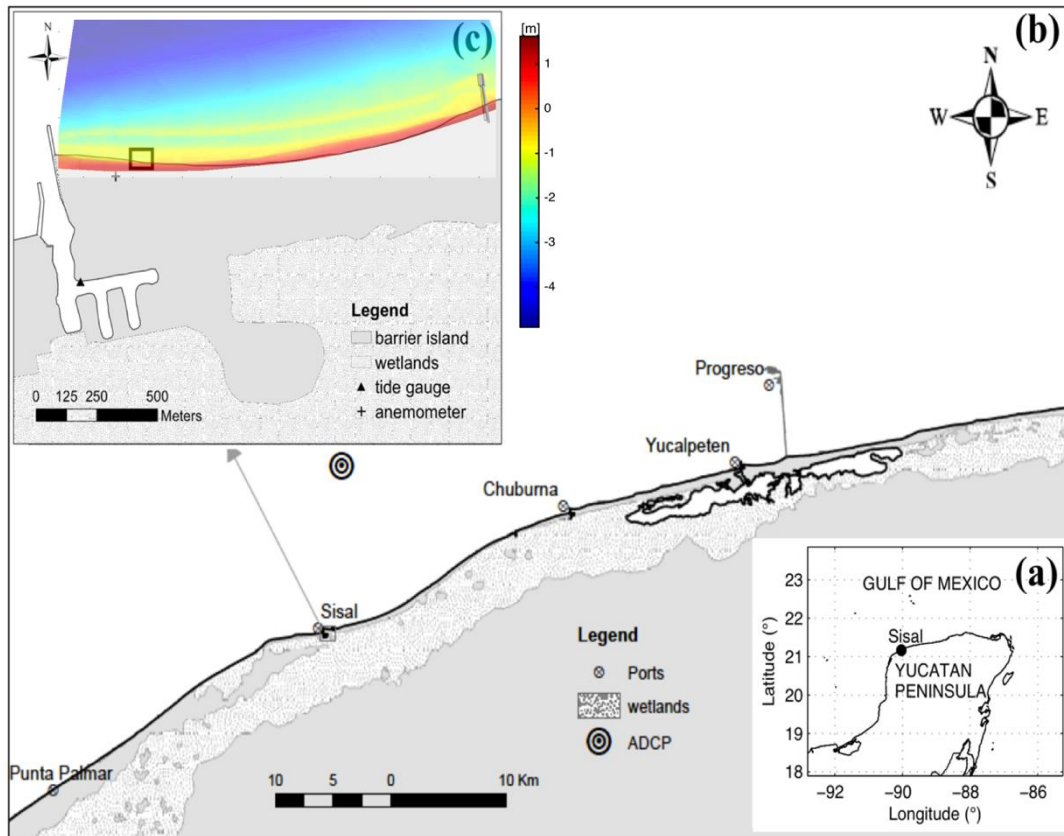 (c)
N
[m]
1
0
-1
-2
-3
-4
Legend
barrier island
wetlands
tide gauge
anemometer
0 125 250 500
Meters
(b)
N
W E
S
Progreso
Yucalpeten
Chuburna
Sisal
Punta Palmar
Legend
Ports
wetlands
ADCP
10 5 0 10 Km
(a)
GULF OF MEXICO
Sisal
YUCATAN
PENINSULA
Latitude (°)
23
22
21
20
19
18
−92 −90 −88 −86
Longitude (°)